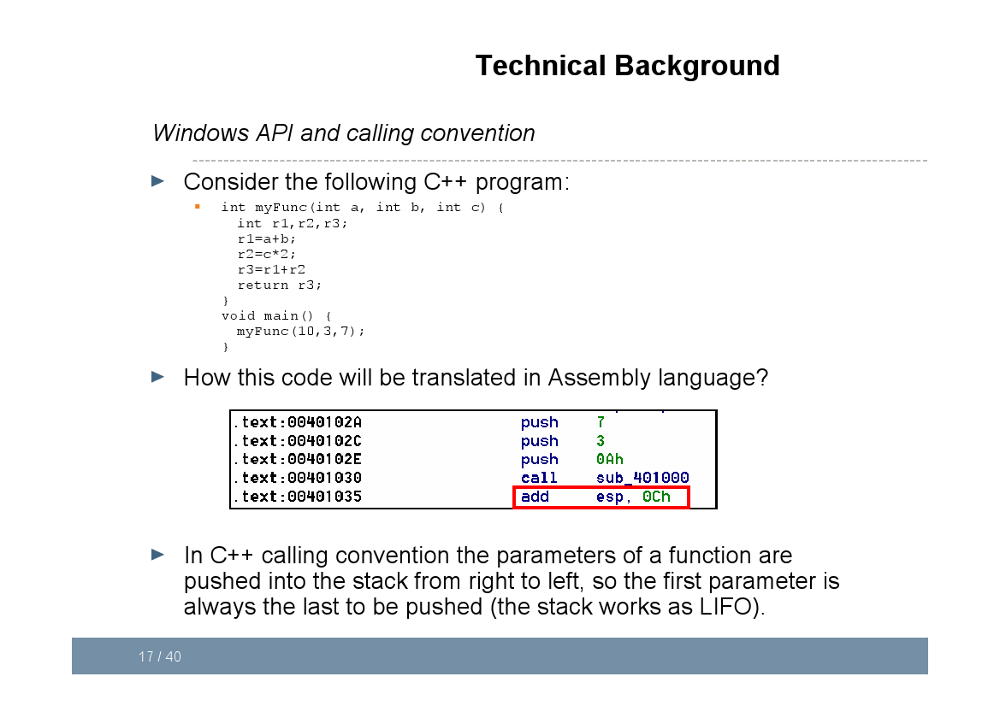 Technical Background
Windows API and calling convention
Consider the following C++ program:
int myFunc(int a, int b, int c) {
int r1,r2,r3;
r1=a+b;
r2=c*2;
r3=r1+r2
return r3;
}
void main() {
myFunc(10,3,7);
}
How this code will be translated in Assembly language?
.text:0040102A push 7
.text:0040102C push 3
.text:0040102E push 0Ah
.text:00401030 call sub_401000
.text:00401035 add esp, 0Ch
In C++ calling convention the parameters of a function are
pushed into the stack from right to left, so the first parameter is
always the last to be pushed (the stack works as LIFO).
17 / 40